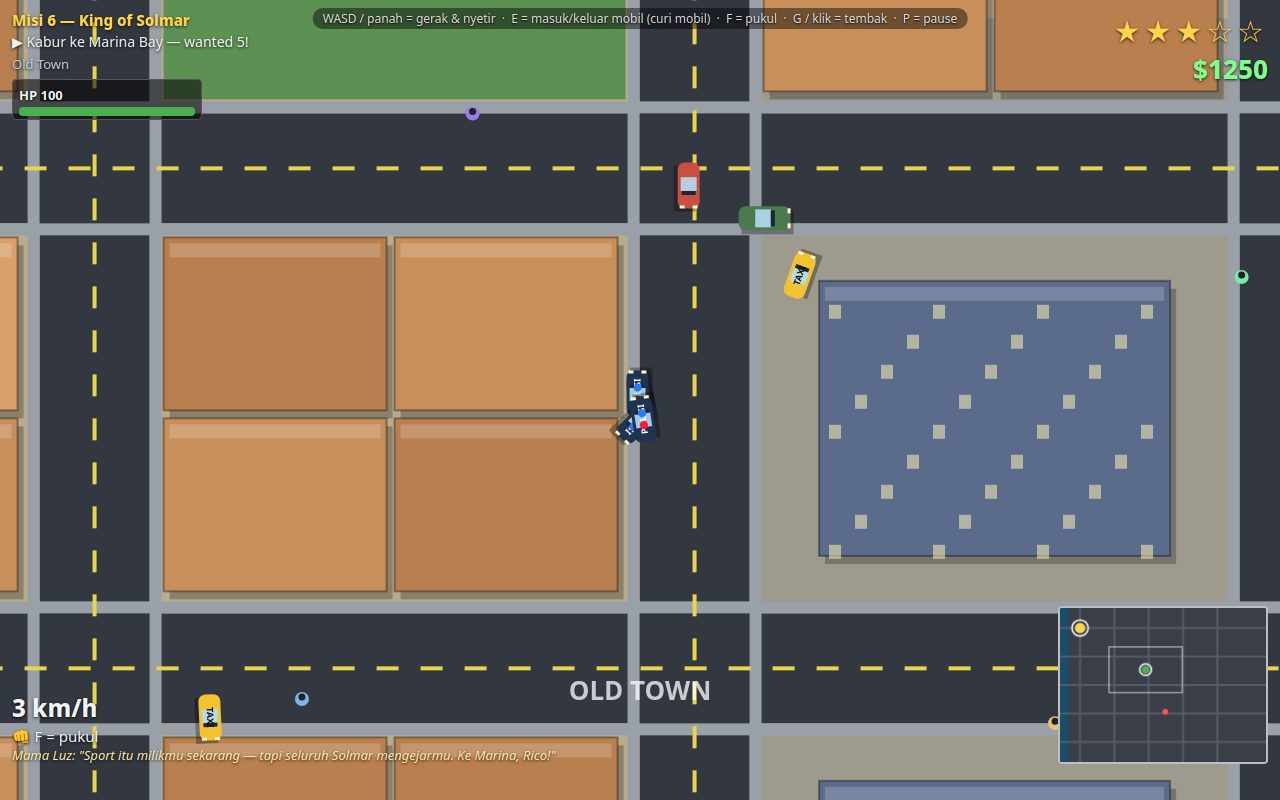 Misi 6 — King of Solmar
▶ Kabur ke Marina Bay — wanted 5!
Old Town
HP 100
WASD / panah = gerak & nyetir · E = masuk/keluar mobil (curi mobil) · F = pukul · G / klik = tembak · P = pause
★ ★ ★ ☆ ☆
$1250
TAXI
OLD TOWN
3 km/h
👊 F = pukul
TAXI
Mama Luz: "Sport itu milikmu sekarang — tapi seluruh Solmar mengejarmu. Ke Marina, Rico!"